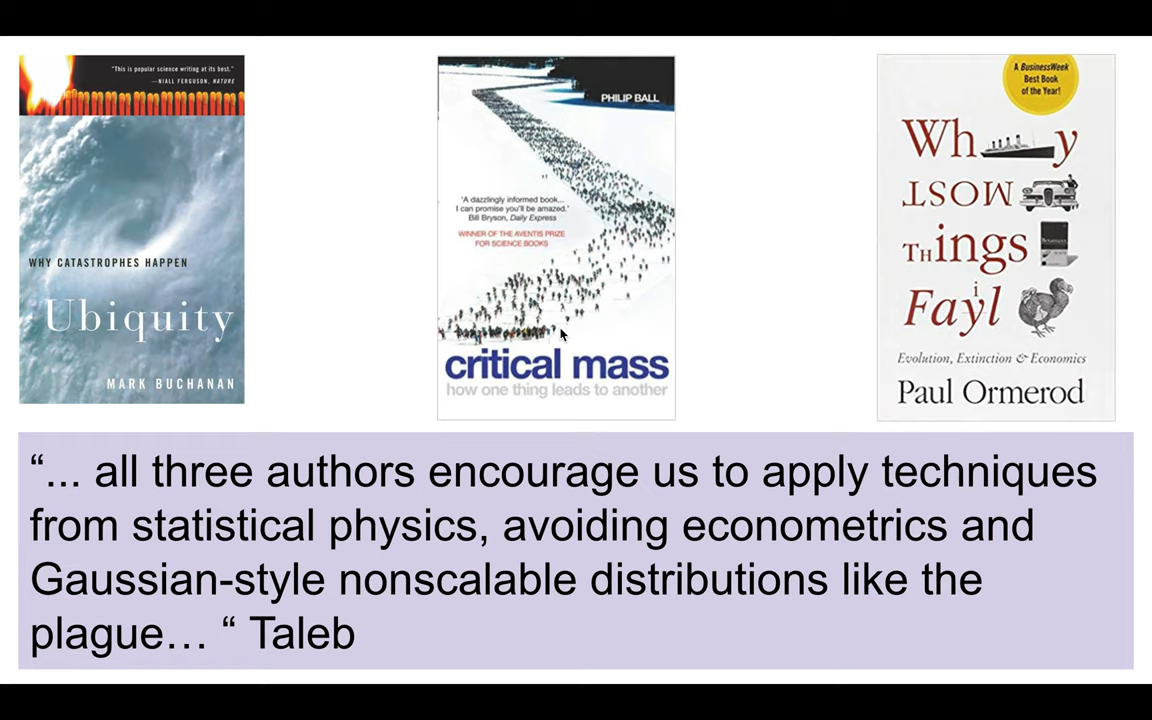 "This is popular science writing at its best."
—NIALL FERGUSON, NATURE
WHY CATASTROPHES HAPPEN
Ubiquity
MARK BUCHANAN
PHILIP BALL
'A dazzlingly informed book...
I can promise you'll be amazed.'
Bill Bryson, Daily Express
WINNER OF THE AVENTIS PRIZE
FOR SCIENCE BOOKS
critical mass
how one thing leads to another
A BusinessWeek
Best Book
of the Year!
Why
MOST
THings
Fayl
i
Evolution, Extinction & Economics
Paul Ormerod
“... all three authors encourage us to apply techniques
from statistical physics, avoiding econometrics and
Gaussian-style nonscalable distributions like the
plague… “ Taleb